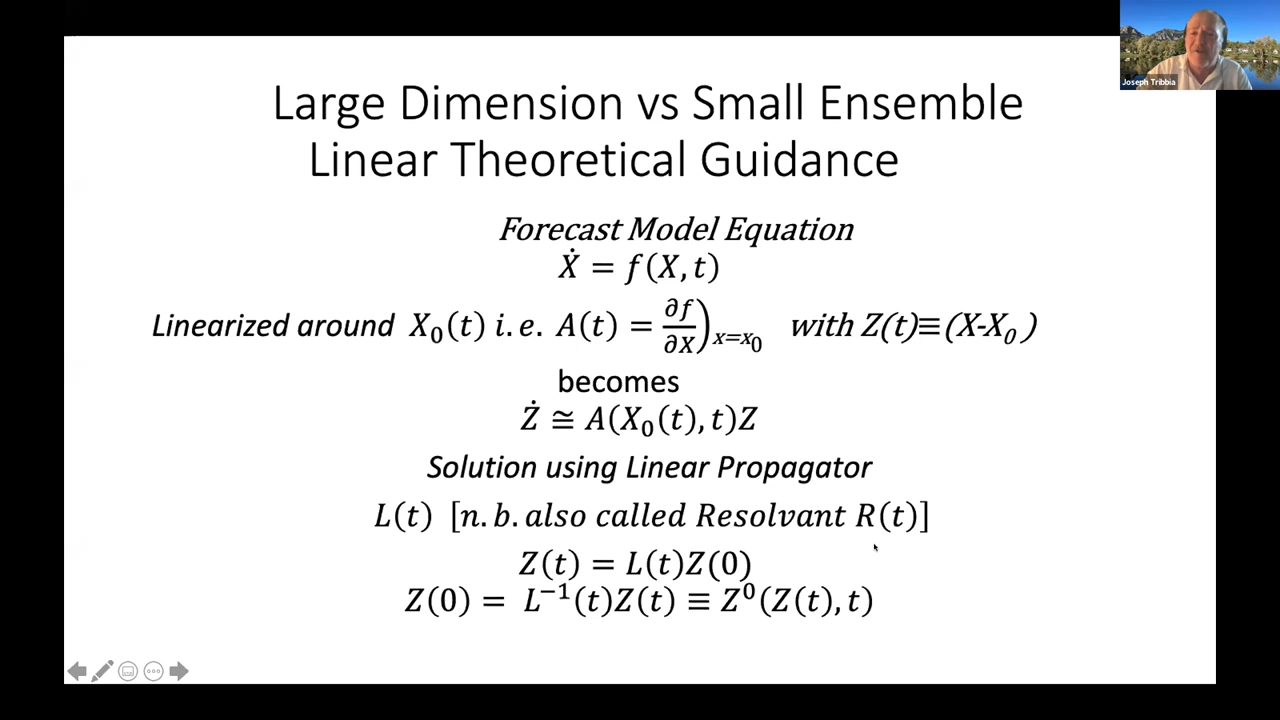 Joseph Tribbia
Large Dimension vs Small Ensemble
Linear Theoretical Guidance
Forecast Model Equation
Ẋ = f(X, t)
Linearized around X₀(t) i.e. A(t) = ∂f/∂X)ₓ₌ₓ₀ with Z(t)≡(X-X₀)
becomes
Ż ≅ A(X₀(t), t)Z
Solution using Linear Propagator
L(t) [n.b. also called Resolvant R(t)]
Z(t) = L(t)Z(0)
Z(0) = L⁻¹(t)Z(t) ≡ Z⁰(Z(t), t)